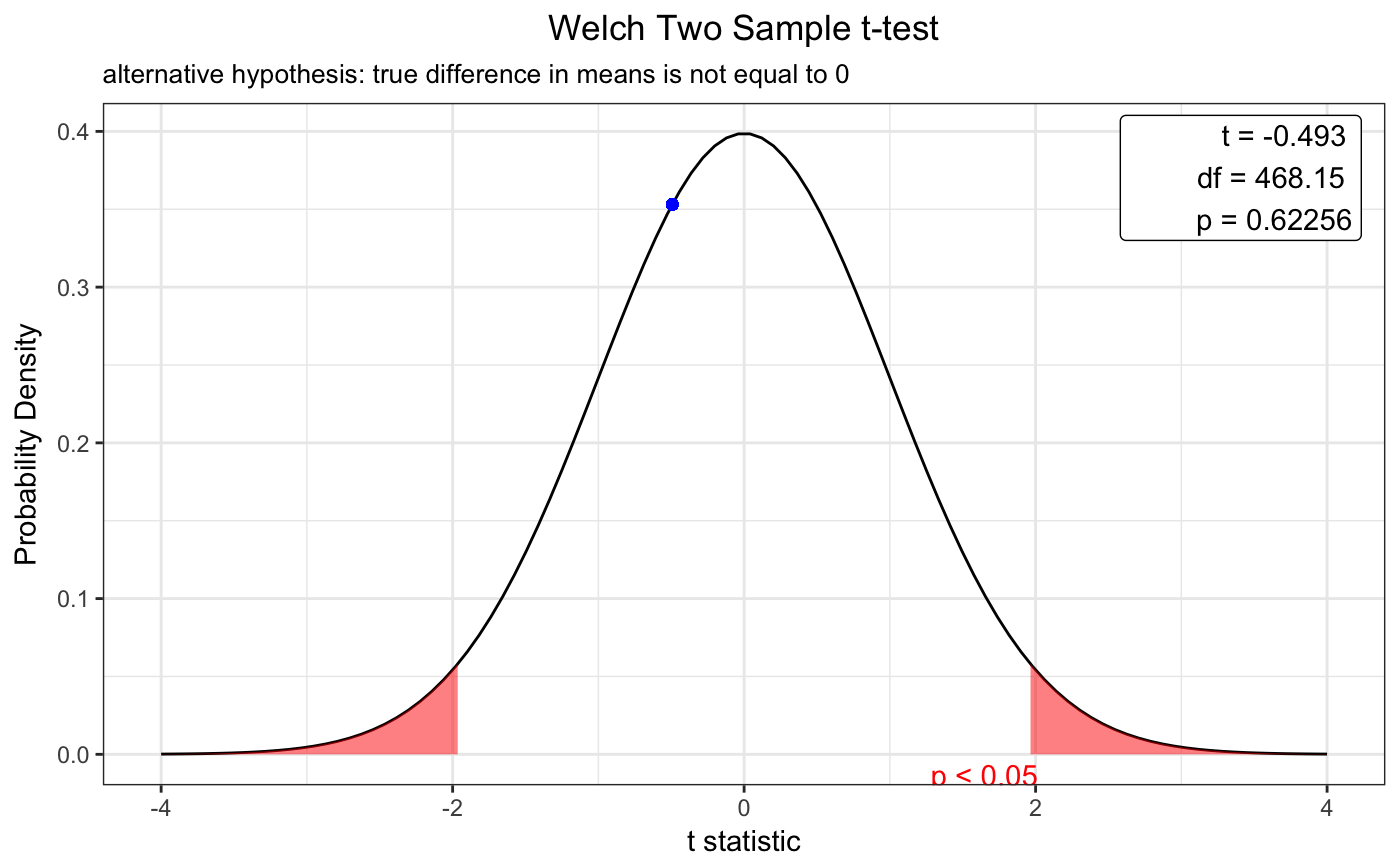 Welch Two Sample t-test
alternative hypothesis: true difference in means is not equal to 0
t = -0.493
df = 468.15
p = 0.62256
0.4
0.3
0.2
0.1
0.0
Probability Density
p < 0.05
-4
-2
0
2
4
t statistic